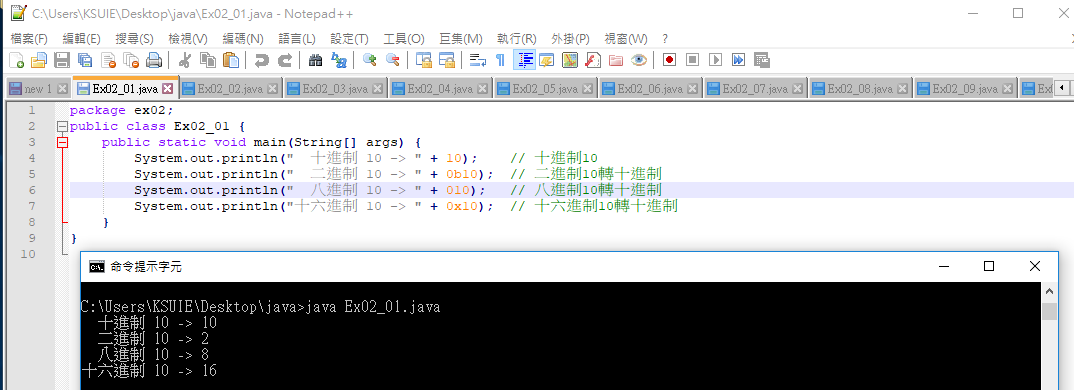 C:\Users\KSUIE\Desktop\java\Ex02_01.java - Notepad++
檔案(F) 編輯(E) 搜尋(S) 檢視(V) 編碼(N) 語言(L) 設定(T) 工具(O) 巨集(M) 執行(R) 外掛(P) 視窗(W) ?
new 1 Ex02_01.java Ex02_02.java Ex02_03.java Ex02_04.java Ex02_05.java Ex02_06.java Ex02_07.java Ex02_08.java Ex02_09.java
1 package ex02;
2 public class Ex02_01 {
3 public static void main(String[] args) {
4 System.out.println("  十進制 10 -> " + 10); // 十進制10
5 System.out.println("  二進制 10 -> " + 0b10); // 二進制10轉十進制
6 System.out.println("  八進制 10 -> " + 010); // 八進制10轉十進制
7 System.out.println("十六進制 10 -> " + 0x10); // 十六進制10轉十進制
8 }
9 }
10
命令提示字元
C:\Users\KSUIE\Desktop\java>java Ex02_01.java
十進制 10 -> 10
二進制 10 -> 2
八進制 10 -> 8
十六進制 10 -> 16